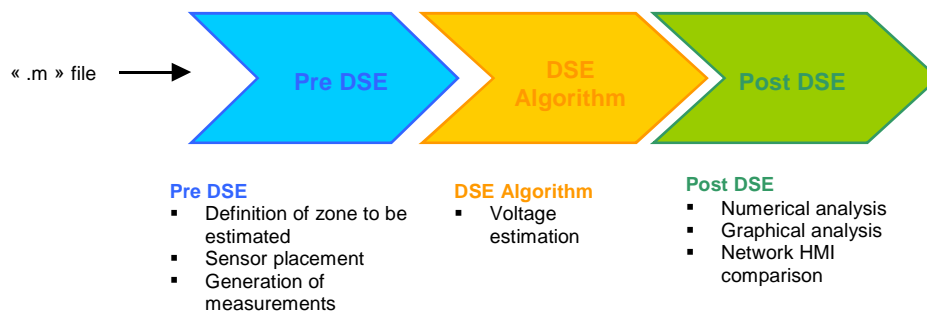 « .m » file
Pre DSE
DSE
Algorithm
Post DSE
Pre DSE
▪ Definition of zone to be
estimated
▪ Sensor placement
▪ Generation of
measurements
DSE Algorithm
▪ Voltage
estimation
Post DSE
▪ Numerical analysis
▪ Graphical analysis
▪ Network HMI
comparison